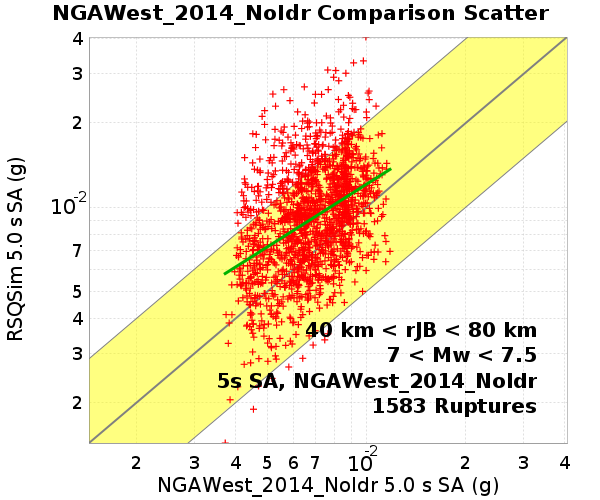 NGAWest_2014_NoIdr Comparison Scatter
4
3
2
10-2
7
5
4
3
2
RSQSim 5.0 s SA (g)
40 km < rJB < 80 km
7 < Mw < 7.5
5s SA, NGAWest_2014_NoIdr
1583 Ruptures
2 3 4 5 6 7 10-2 2 3 4
NGAWest_2014_NoIdr 5.0 s SA (g)